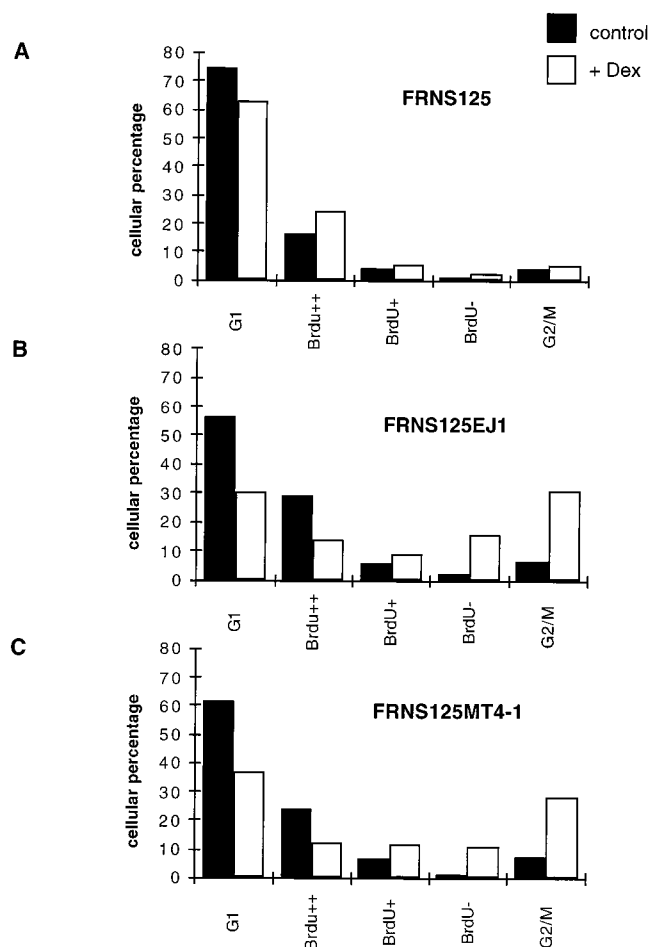 control
+ Dex
A
FRNS125
cellular percentage
80
70
60
50
40
30
20
10
0
G1
Brdu++
BrdU+
BrdU-
G2/M
B
FRNS125EJ1
cellular percentage
80
70
60
50
40
30
20
10
0
G1
Brdu++
BrdU+
BrdU-
G2/M
C
FRNS125MT4-1
cellular percentage
80
70
60
50
40
30
20
10
0
G1
Brdu++
BrdU+
BrdU-
G2/M